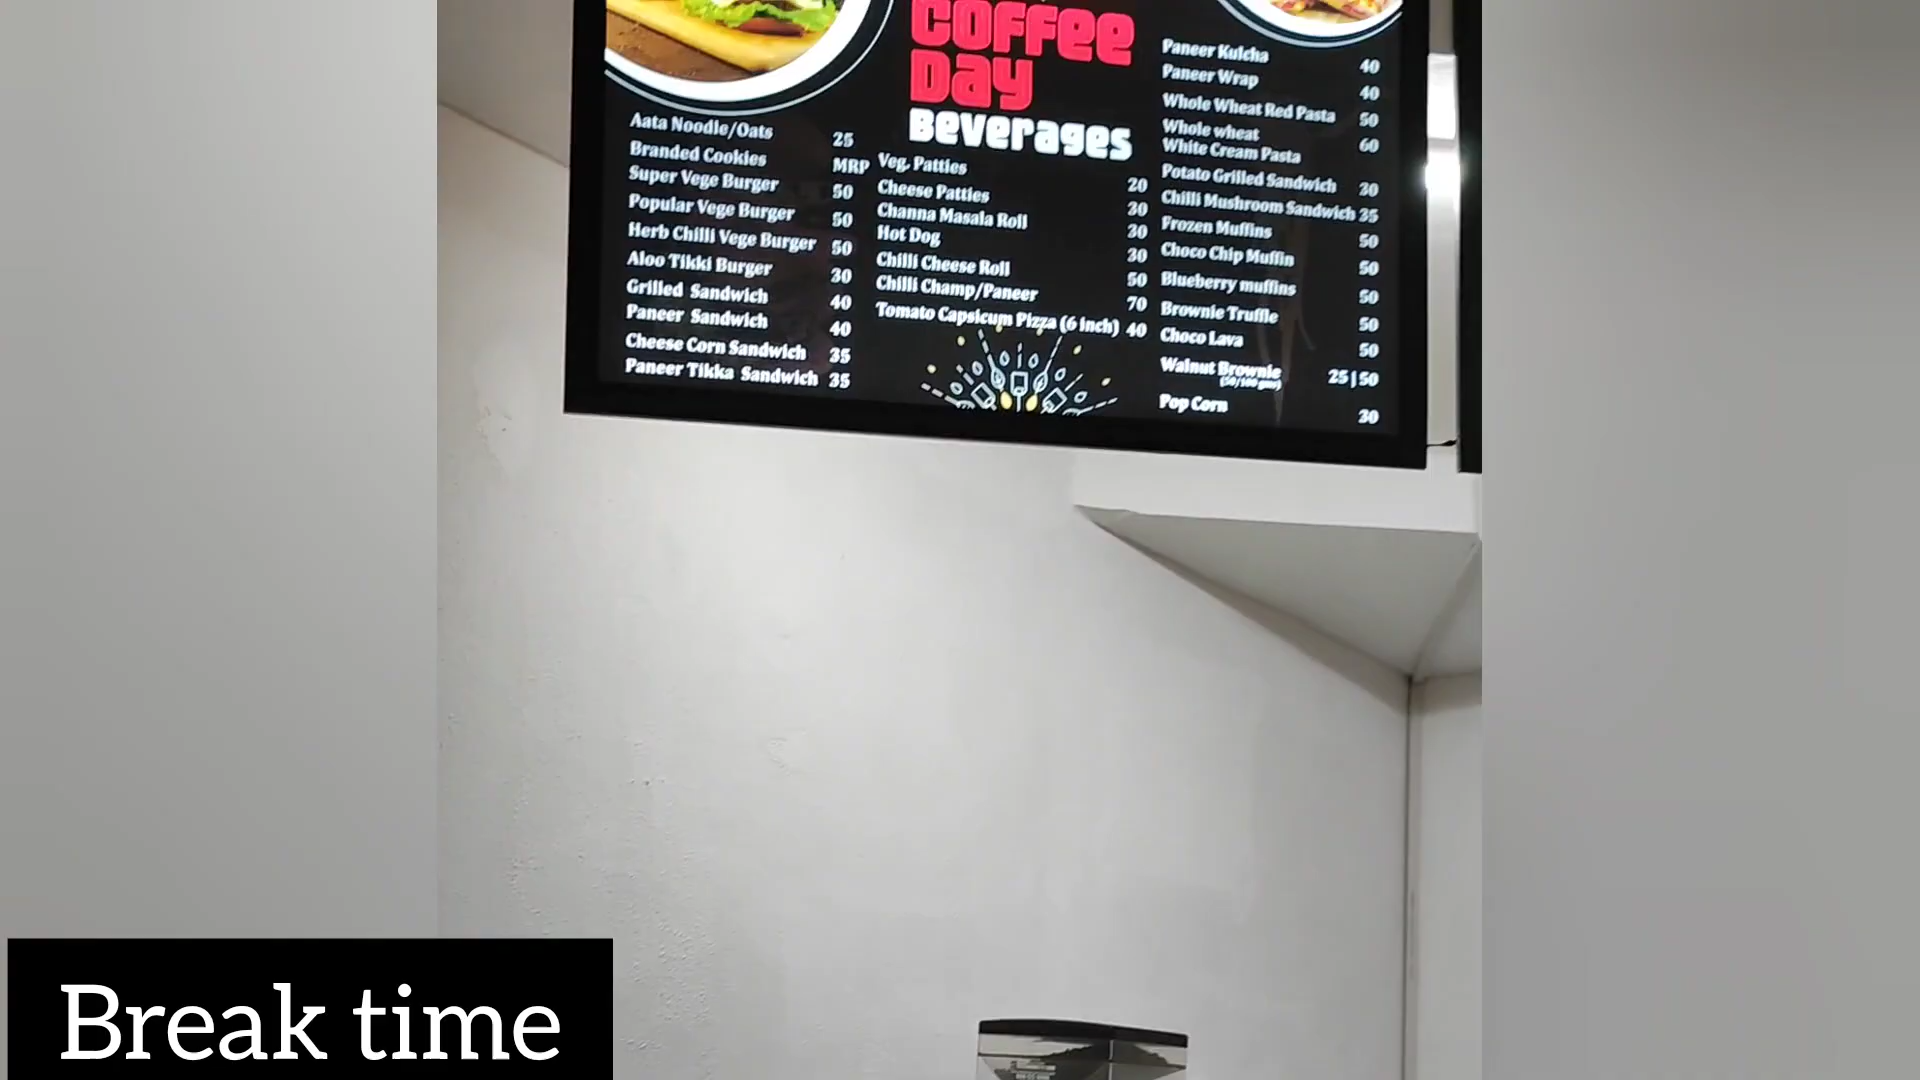 Coffee
Day
Beverages
Aata Noodle/Oats 25
Branded Cookies MRP
Super Vege Burger 50
Popular Vege Burger 50
Herb Chilli Vege Burger 50
Aloo Tikki Burger 30
Grilled Sandwich 40
Paneer Sandwich 40
Cheese Corn Sandwich 35
Paneer Tikka Sandwich 35
Veg. Patties 20
Cheese Patties 30
Channa Masala Roll 30
Hot Dog 30
Chilli Cheese Roll 50
Chilli Champ/Paneer 70
Tomato Capsicum Pizza (6 inch) 40
Paneer Kulcha 40
Paneer Wrap 40
Whole Wheat Red Pasta 50
Whole wheat
White Cream Pasta 60
Potato Grilled Sandwich 30
Chilli Mushroom Sandwich 35
Frozen Muffins 50
Choco Chip Muffin 50
Blueberry muffins 50
Brownie Truffle 50
Choco Lava 50
Walnut Brownie 25|50
(50/100 gms)
Pop Corn 30
Break time